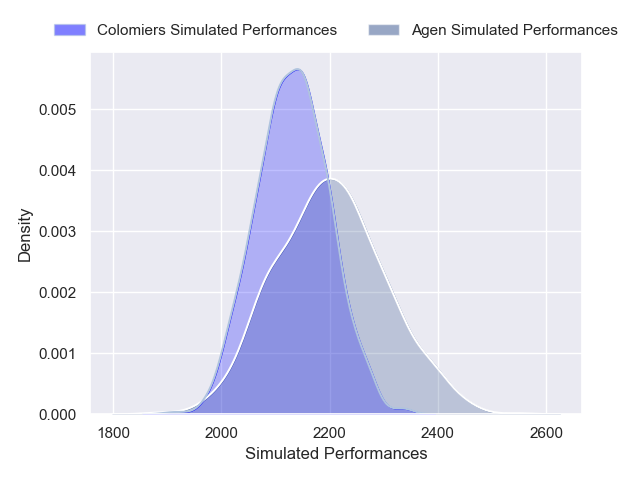 Colomiers Simulated Performances
Agen Simulated Performances
Density
0.005
0.004
0.003
0.002
0.001
0.000
1800 2000 2200 2400 2600
Simulated Performances